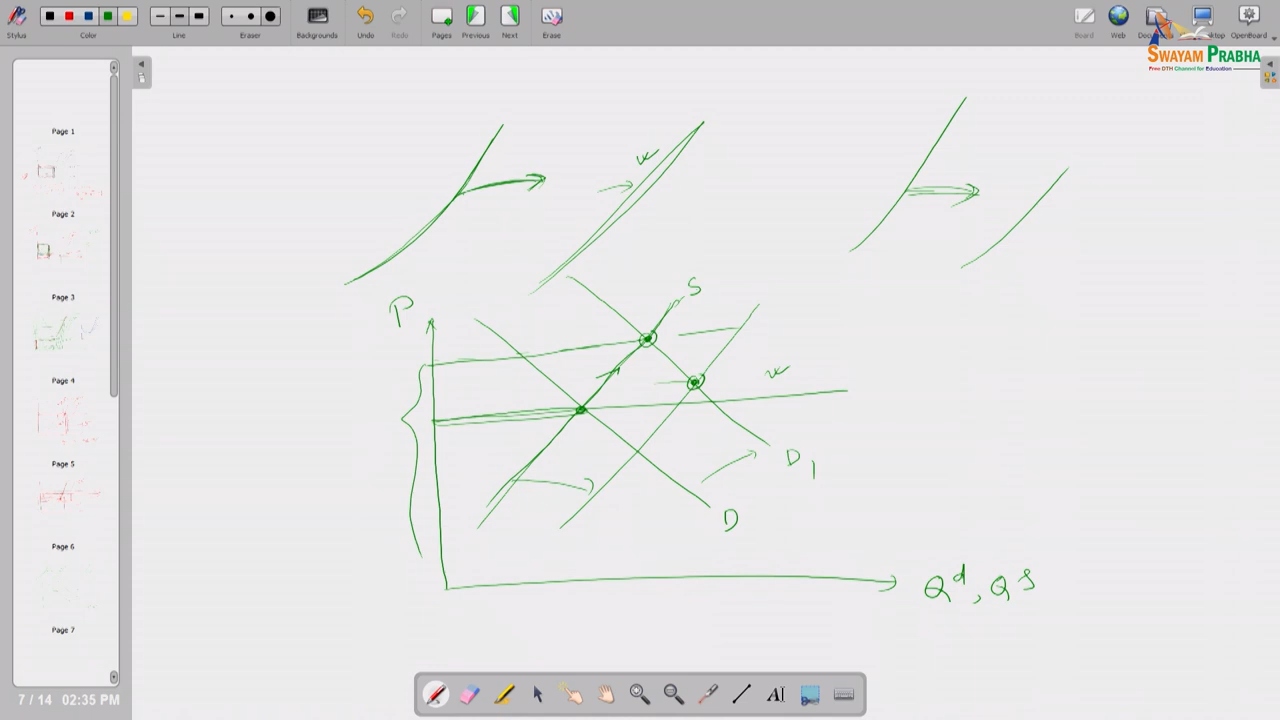 Stylus
Color
Line
Eraser
Backgrounds
Undo
Redo
Pages
Previous
Next
Erase
Board
Web
OpenBoard
SWAYAM PRABHA
Free DTH Channel for Education
Page 1
Page 2
Page 3
Page 4
Page 5
Page 6
Page 7
P
S
D1
D
Qd, QS
7 / 14 02:35 PM